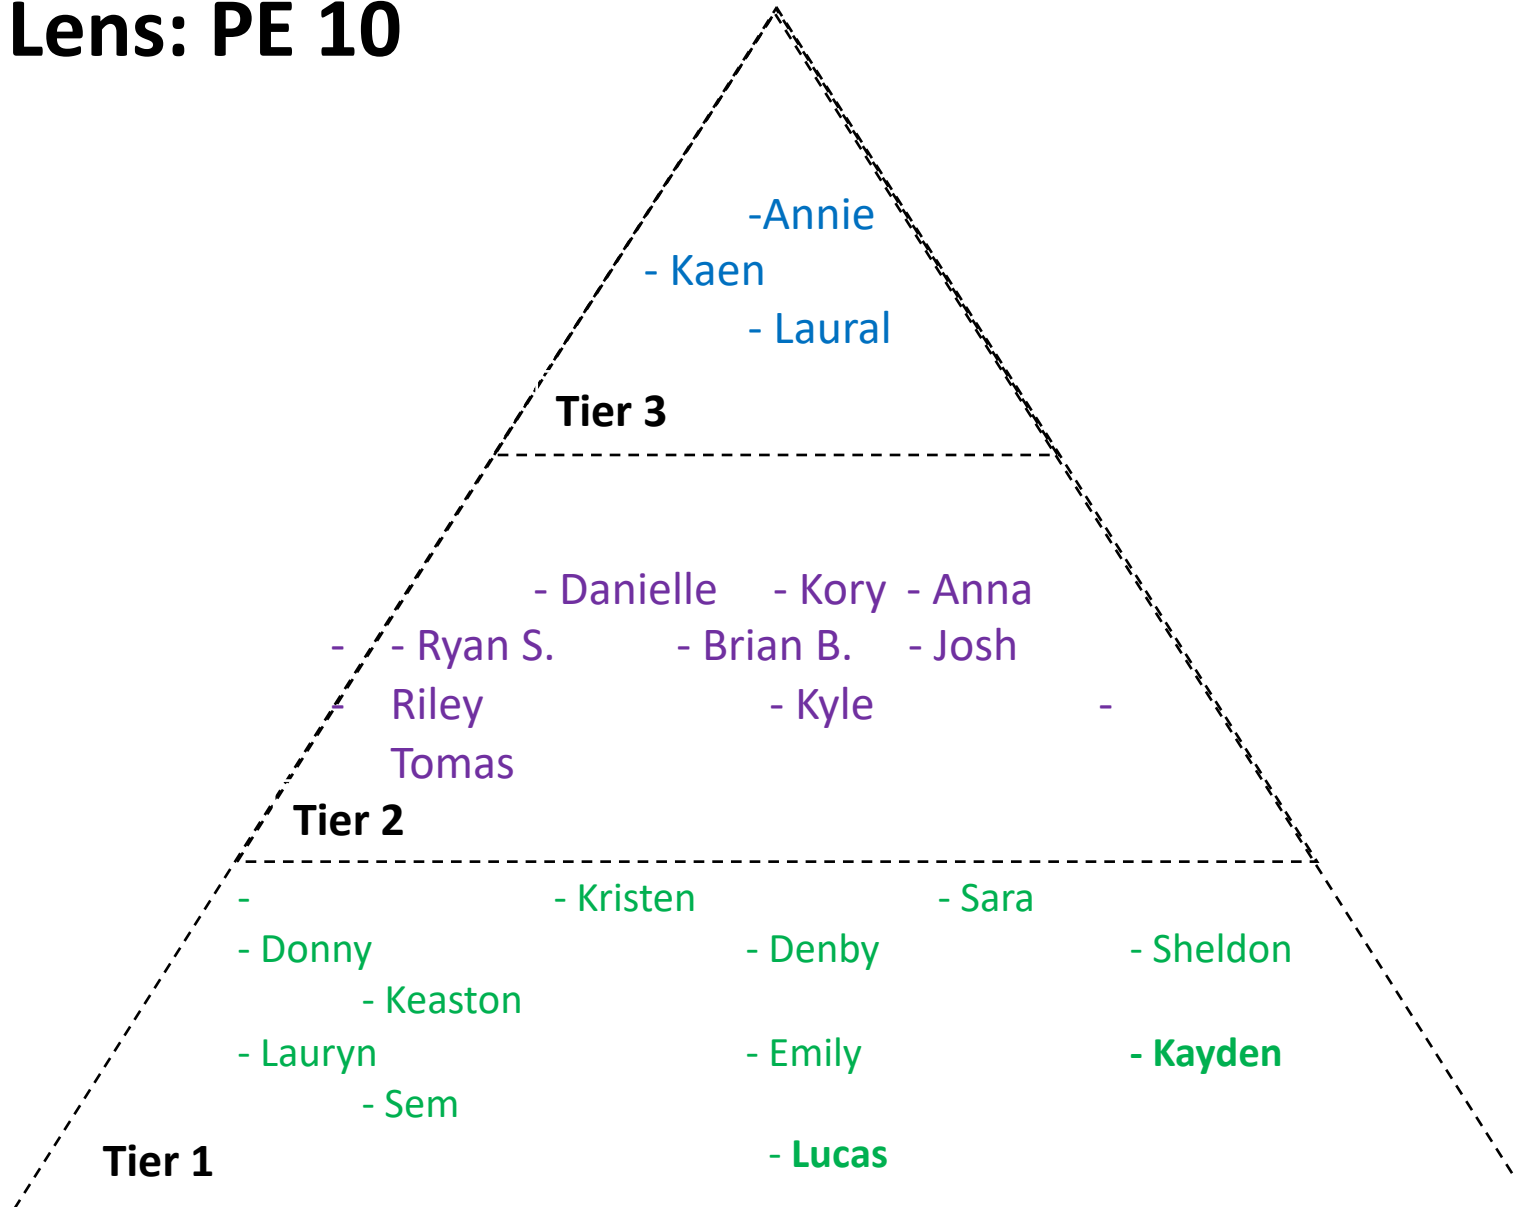 Lens: PE 10
-Annie
- Kaen
- Laural
Tier 3
- Danielle - Kory - Anna
- - Ryan S. - Brian B. - Josh
- Riley - Kyle -
Tomas
Tier 2
- - Kristen - Sara
- Donny - Denby - Sheldon
- Keaston
- Lauryn - Emily - Kayden
- Sem
- Lucas
Tier 1